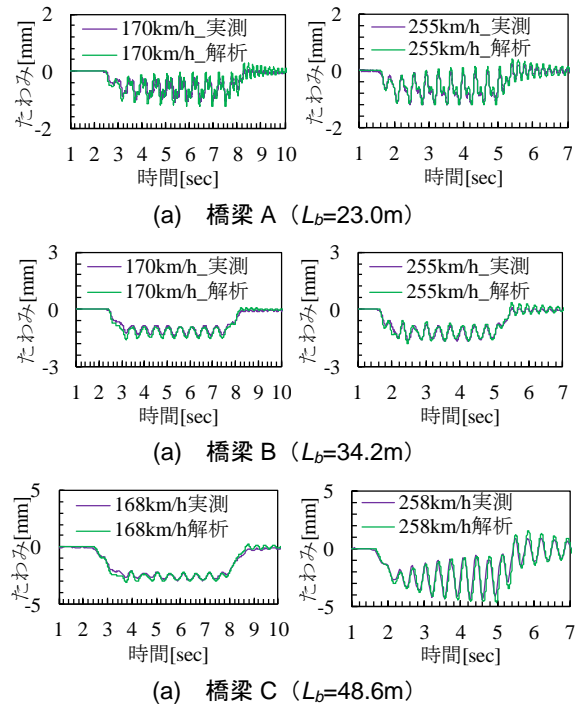 170km/h_実測
170km/h_解析
たわみ[mm]
2
0
-2
1 2 3 4 5 6 7 8 9 10
時間[sec]
255km/h_実測
255km/h_解析
たわみ[mm]
2
0
-2
1 2 3 4 5 6 7
時間[sec]
(a) 橋梁 A（Lb=23.0m）
170km/h_実測
170km/h_解析
たわみ[mm]
3
0
-3
1 2 3 4 5 6 7 8 9 10
時間[sec]
255km/h_実測
255km/h_解析
たわみ[mm]
3
0
-3
1 2 3 4 5 6 7
時間[sec]
(a) 橋梁 B（Lb=34.2m）
168km/h実測
168km/h解析
たわみ[mm]
5
0
-5
1 2 3 4 5 6 7 8 9 10
時間[sec]
258km/h実測
258km/h解析
たわみ[mm]
5
0
-5
1 2 3 4 5 6 7
時間[sec]
(a) 橋梁 C（Lb=48.6m）